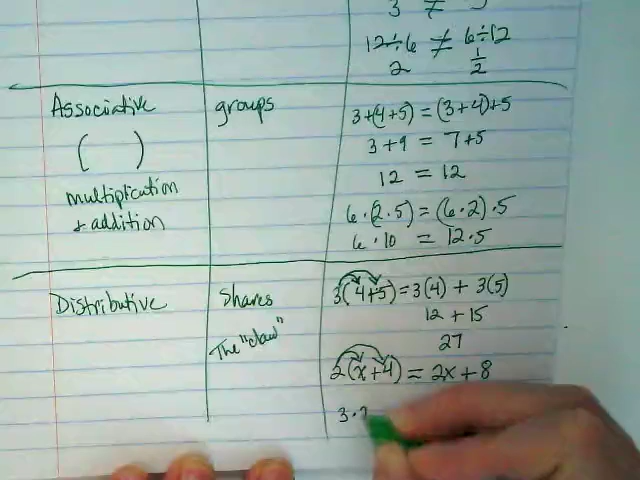 3 ≠
12÷6 ≠ 6÷12
2 1/2
Associative groups 3+(4+5) = (3+4)+5
( ) 3+9 = 7+5
multiplication 12 = 12
+ addition 6·(2·5) = (6·2)·5
6·10 = 12·5
Distributive Shares 3(4+5) = 3(4) + 3(5)
12 + 15
The "claw" 27
2(x+4) = 2x + 8
3·